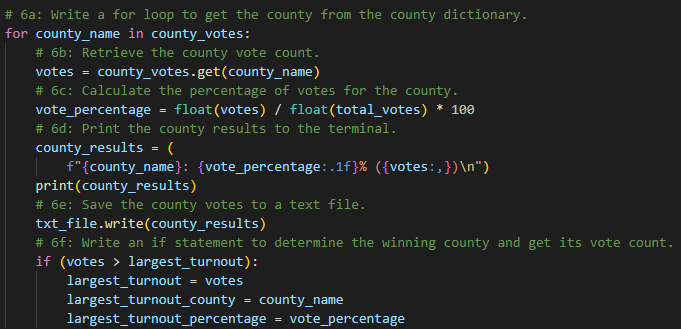 # 6a: Write a for loop to get the county from the county dictionary.
for county_name in county_votes:
    # 6b: Retrieve the county vote count.
    votes = county_votes.get(county_name)
    # 6c: Calculate the percentage of votes for the county.
    vote_percentage = float(votes) / float(total_votes) * 100
    # 6d: Print the county results to the terminal.
    county_results = (
        f"{county_name}: {vote_percentage:.1f}% ({votes:,})\n")
    print(county_results)
    # 6e: Save the county votes to a text file.
    txt_file.write(county_results)
    # 6f: Write an if statement to determine the winning county and get its vote count.
    if (votes > largest_turnout):
        largest_turnout = votes
        largest_turnout_county = county_name
        largest_turnout_percentage = vote_percentage